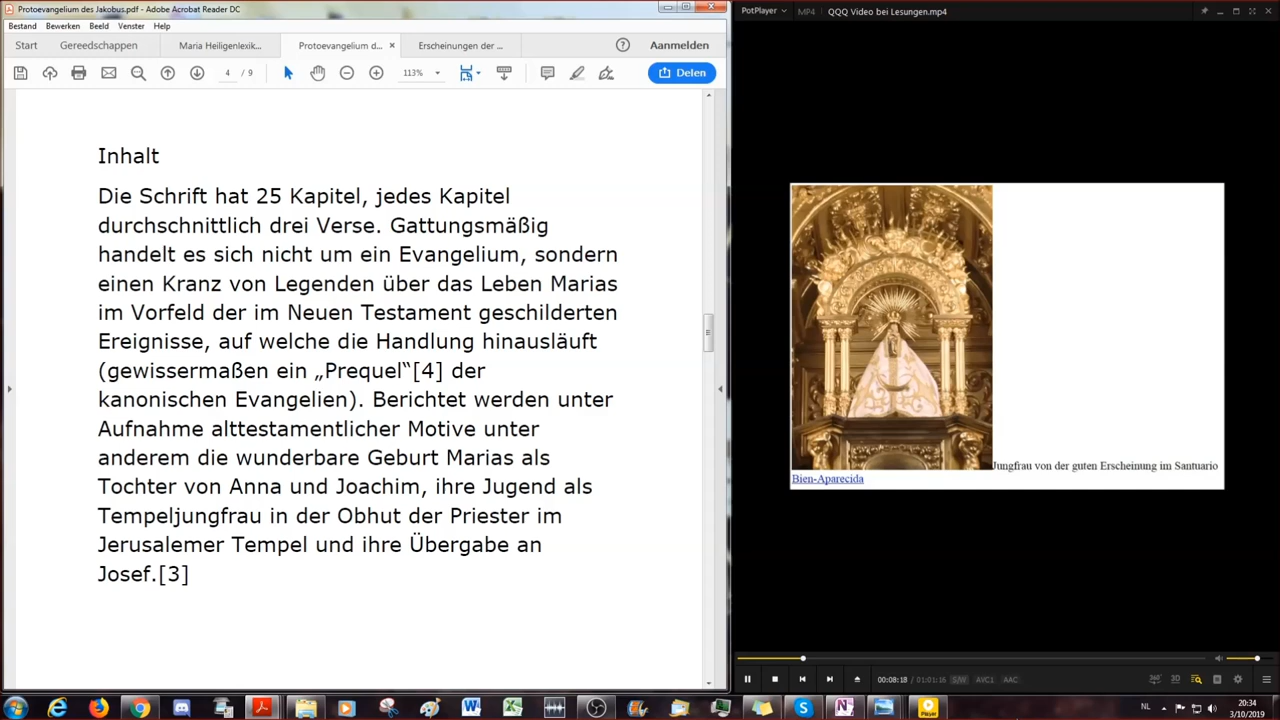 Protoevangelium des Jakobus.pdf - Adobe Acrobat Reader DC
Bestand Bewerken Beeld Venster Help
Start Gereedschappen Maria Heiligenlexik... Protoevangelium d... × Erscheinungen der ... Aanmelden
4 / 9 113% Delen
Inhalt
Die Schrift hat 25 Kapitel, jedes Kapitel
durchschnittlich drei Verse. Gattungsmäßig
handelt es sich nicht um ein Evangelium, sondern
einen Kranz von Legenden über das Leben Marias
im Vorfeld der im Neuen Testament geschilderten
Ereignisse, auf welche die Handlung hinausläuft
(gewissermaßen ein „Prequel“[4] der
kanonischen Evangelien). Berichtet werden unter
Aufnahme alttestamentlicher Motive unter
anderem die wunderbare Geburt Marias als
Tochter von Anna und Joachim, ihre Jugend als
Tempeljungfrau in der Obhut der Priester im
Jerusalemer Tempel und ihre Übergabe an
Josef.[3]
PotPlayer MP4 QQQ Video bei Lesungen.mp4
Jungfrau von der guten Erscheinung im Santuario
Bien-Aparecida
00:08:18 / 01:01:16 S/W AVC1 AAC 360° 3D
NL 20:34
3/10/2019